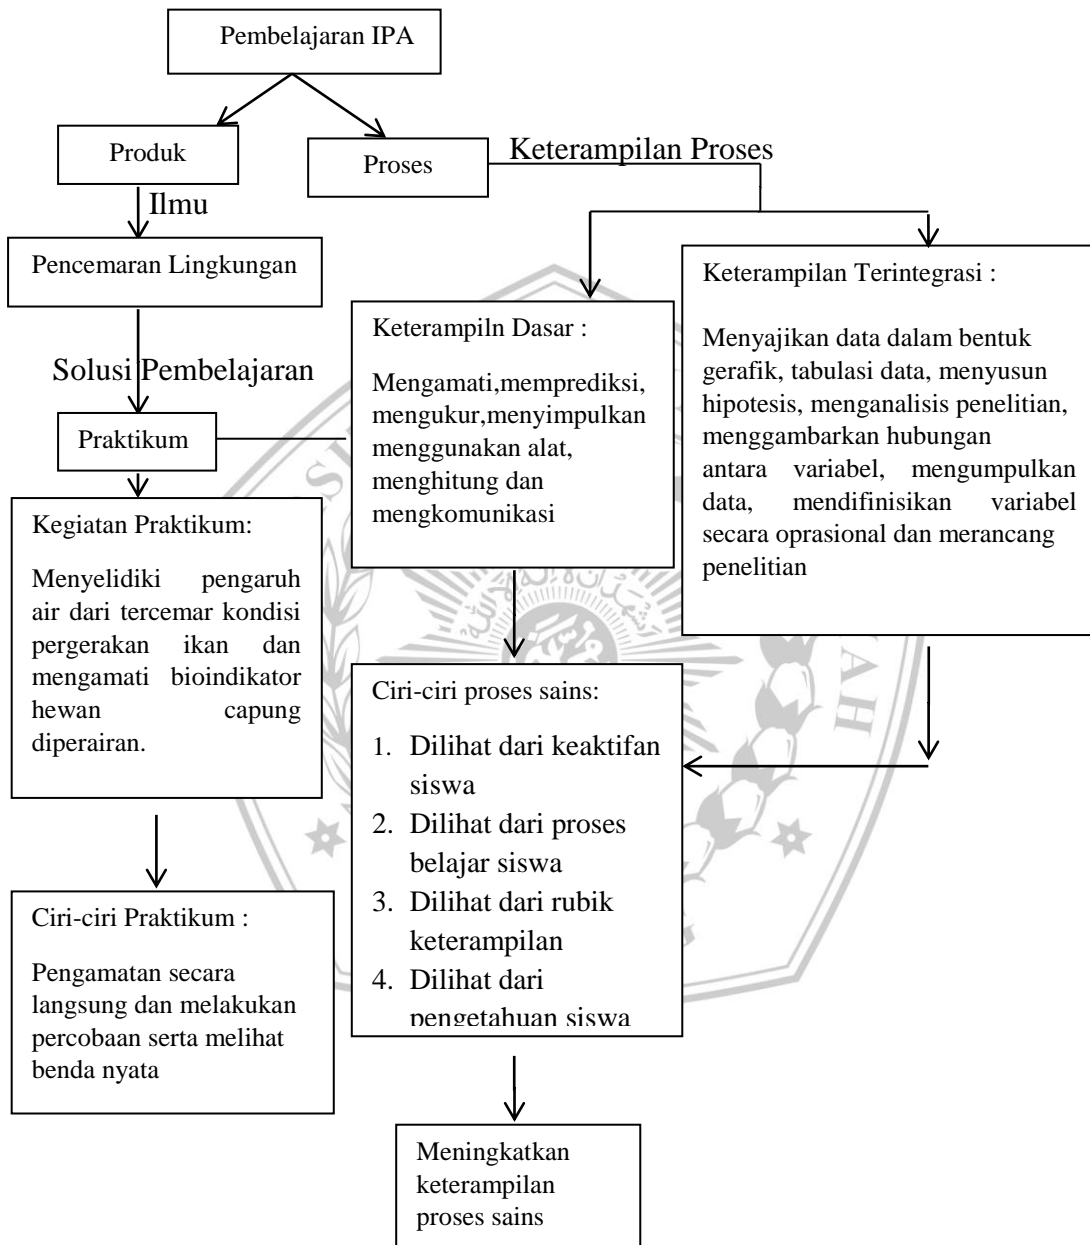 Pembelajaran IPA
Produk
Proses
Keterampilan Proses
Ilmu
Pencemaran Lingkungan
Solusi Pembelajaran
Praktikum
Kegiatan Praktikum:
Menyelidiki pengaruh
air dari tercemar kondisi
pergerakan ikan dan
mengamati bioindikator
hewan capung
diperairan.
Ciri-ciri Praktikum :
Pengamatan secara
langsung dan melakukan
percobaan serta melihat
benda nyata
Keterampiln Dasar :
Mengamati,memprediksi,
mengukur,menyimpulkan
menggunakan alat,
menghitung dan
mengkomunikasi
Keterampilan Terintegrasi :
Menyajikan data dalam bentuk
gerafik, tabulasi data, menyusun
hipotesis, menganalisis penelitian,
menggambarkan hubungan
antara variabel, mengumpulkan
data, mendifinisikan variabel
secara oprasional dan merancang
penelitian
Ciri-ciri proses sains:
1. Dilihat dari keaktifan
siswa
2. Dilihat dari proses
belajar siswa
3. Dilihat dari rubik
keterampilan
4. Dilihat dari
pengetahuan siswa
Meningkatkan
keterampilan
proses sains